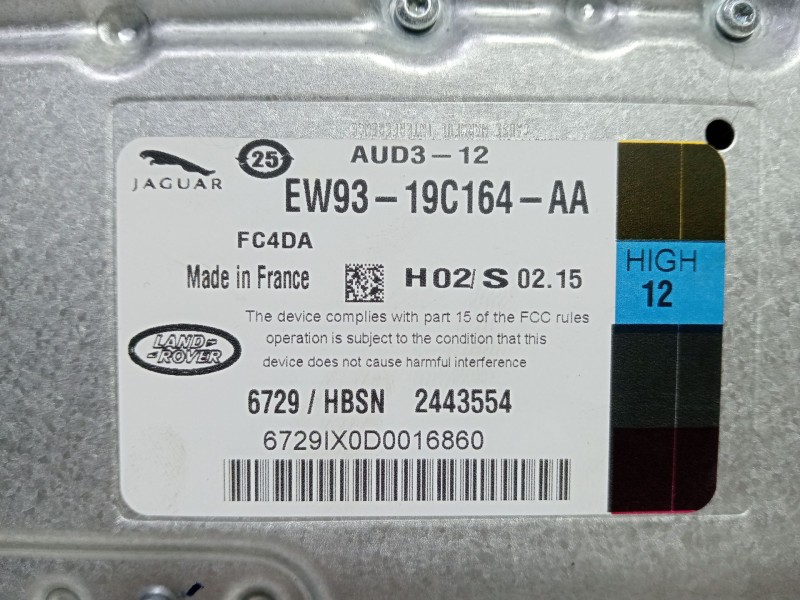 25
AUD3-12
JAGUAR
EW93-19C164-AA
FC4DA
HIGH
12
Made in France
H02/S 02.15
The device complies with part 15 of the FCC rules
operation is subject to the condition that this
device does not cause harmful interference
LAND-
-ROVER
6729/HBSN 2443554
6729IX0D0016860